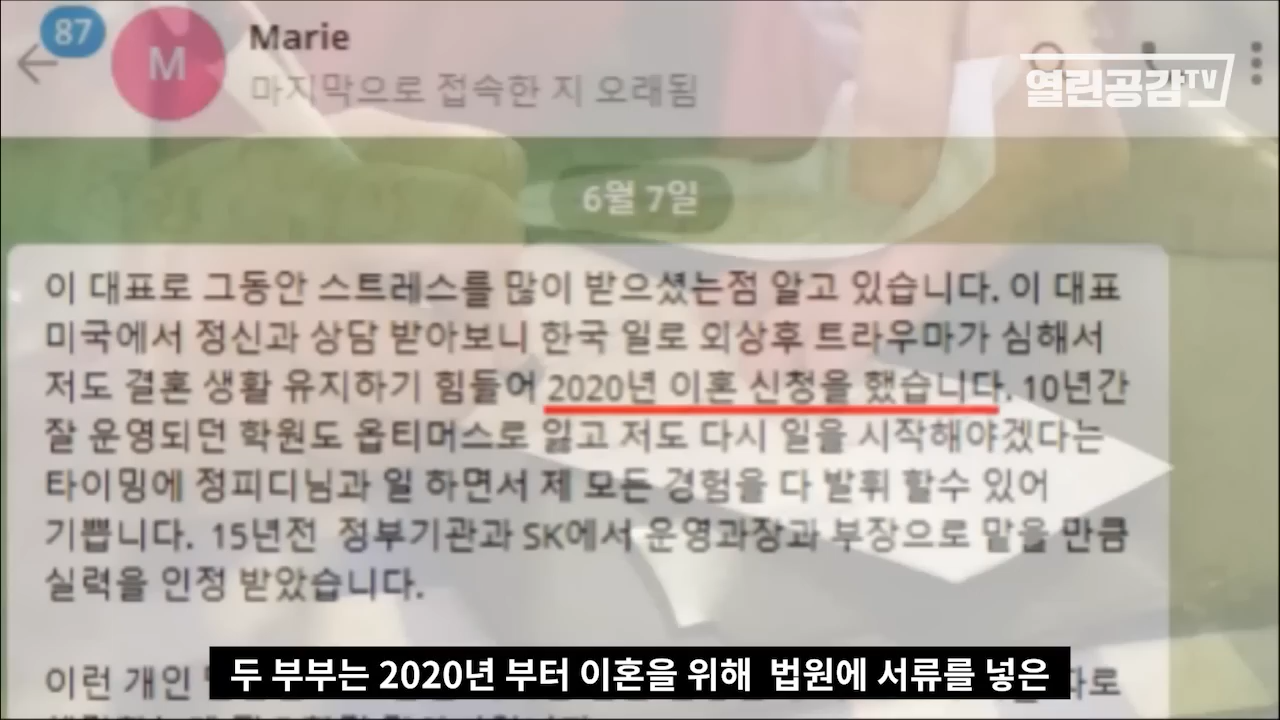 87
M
Marie
마지막으로 접속한 지 오래됨
열린공감TV
6월 7일
이 대표로 그동안 스트레스를 많이 받으셨는점 알고 있습니다. 이 대표
미국에서 정신과 상담 받아보니 한국 일로 외상후 트라우마가 심해서
저도 결혼 생활 유지하기 힘들어 2020년 이혼 신청을 했습니다. 10년간
잘 운영되던 학원도 옵티머스로 잃고 저도 다시 일을 시작해야겠다는
타이밍에 정피디님과 일 하면서 제 모든 경험을 다 발휘 할수 있어
기쁩니다. 15년전 정부기관과 SK에서 운영과장과 부장으로 맡을 만큼
실력을 인정 받았습니다.
이런 개인
두 부부는 2020년 부터 이혼을 위해 법원에 서류를 넣은